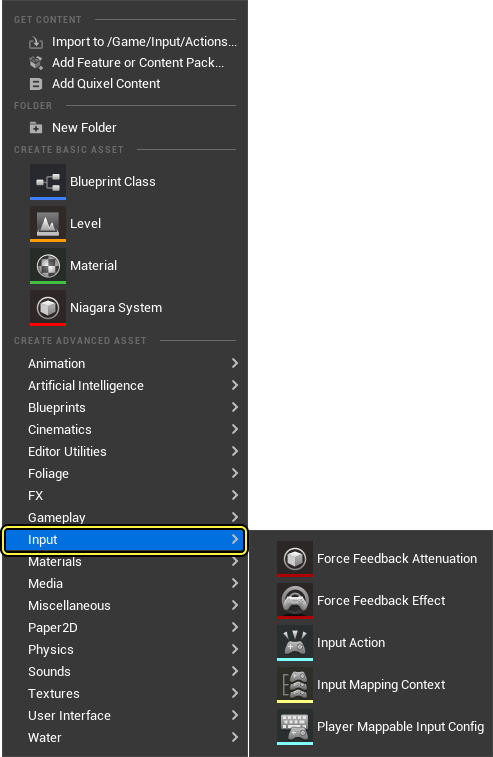 GET CONTENT
Import to /Game/Input/Actions...
Add Feature or Content Pack...
Add Quixel Content
FOLDER
New Folder
CREATE BASIC ASSET
Blueprint Class
Level
Material
Niagara System
CREATE ADVANCED ASSET
Animation
Artificial Intelligence
Blueprints
Cinematics
Editor Utilities
Foliage
FX
Gameplay
Input
Materials
Media
Miscellaneous
Paper2D
Physics
Sounds
Textures
User Interface
Water
Force Feedback Attenuation
Force Feedback Effect
Input Action
Input Mapping Context
Player Mappable Input Config